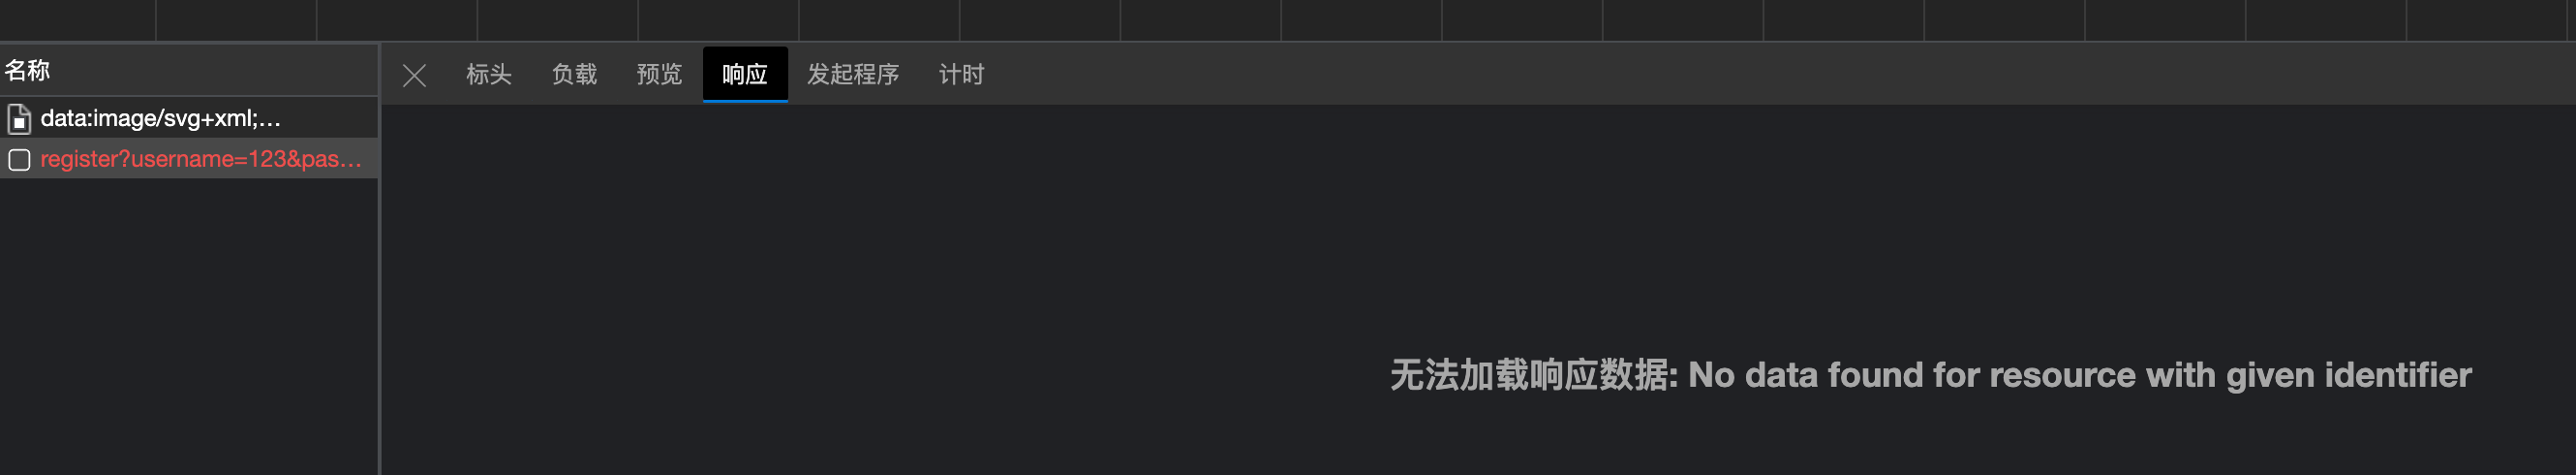 名称
标头 负载 预览 响应 发起程序 计时
data:image/svg+xml;…
register?username=123&pas…
无法加载响应数据: No data found for resource with given identifier